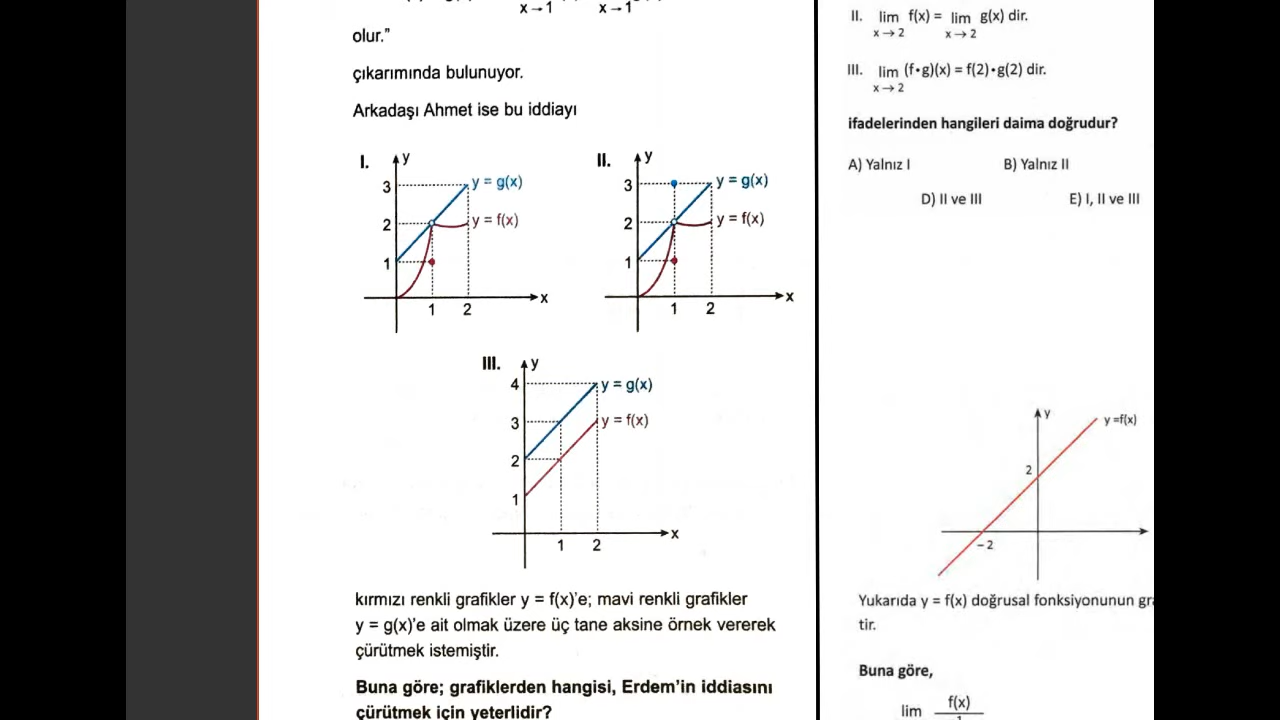 x→1 x→1
olur.”
çıkarımında bulunuyor.
Arkadaşı Ahmet ise bu iddiayı
I.
y
3
y = g(x)
2
y = f(x)
1
x
1 2
II.
y
3
y = g(x)
2
y = f(x)
1
x
1 2
III.
y
4
y = g(x)
3
y = f(x)
2
1
x
1 2
kırmızı renkli grafikler y = f(x)’e; mavi renkli grafikler
y = g(x)’e ait olmak üzere üç tane aksine örnek vererek
çürütmek istemiştir.
Buna göre; grafiklerden hangisi, Erdem’in iddiasını
çürütmek için yeterlidir?
II. lim f(x) = lim g(x) dir.
x→2 x→2
III. lim (f•g)(x) = f(2)•g(2) dir.
x→2
ifadelerinden hangileri daima doğrudur?
A) Yalnız I B) Yalnız II
D) II ve III E) I, II ve III
y
y =f(x)
2
–2
Yukarıda y = f(x) doğrusal fonksiyonunun
tir.
Buna göre,
lim f(x)